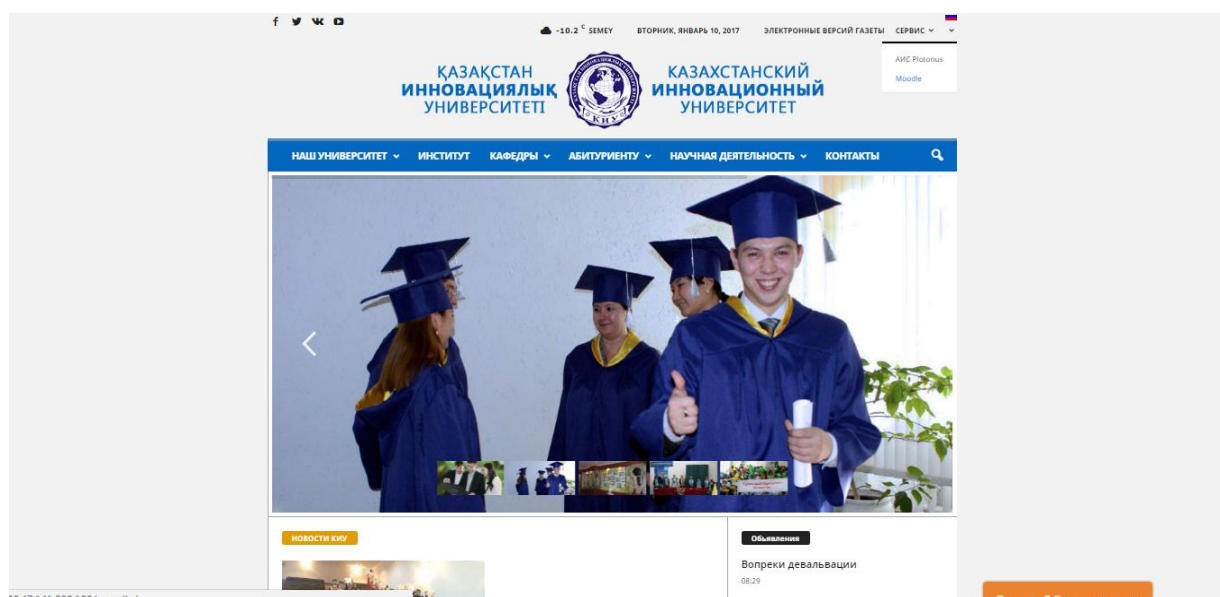 -10.2 C SEMEY
ВТОРНИК, ЯНВАРЬ 10, 2017
ЭЛЕКТРОННЫЕ ВЕРСИЙ ГАЗЕТЫ
СЕРВИС
АИС Platonus
Moodle
ҚАЗАҚСТАН
ИННОВАЦИЯЛЫҚ
УНИВЕРСИТЕТІ
КИУ
КАЗАХСТАНСКИЙ
ИННОВАЦИОННЫЙ
УНИВЕРСИТЕТ
НАШ УНИВЕРСИТЕТ
ИНСТИТУТ
КАФЕДРЫ
АБИТУРИЕНТУ
НАУЧНАЯ ДЕЯТЕЛЬНОСТЬ
КОНТАКТЫ
НОВОСТИ КИУ
Объявления
Вопреки девальвации
08:29